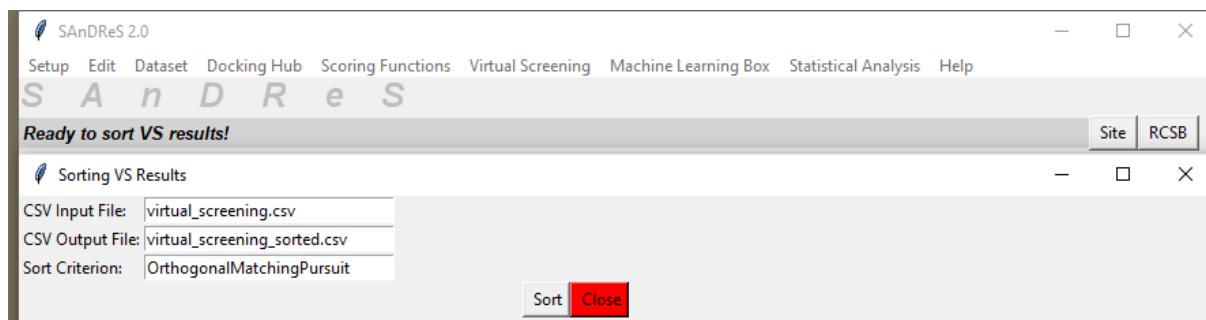 SAnDReS 2.0
Setup Edit Dataset Docking Hub Scoring Functions Virtual Screening Machine Learning Box Statistical Analysis Help
S A n D R e S
Ready to sort VS results! Site RCSB
Sorting VS Results
CSV Input File: virtual_screening.csv
CSV Output File: virtual_screening_sorted.csv
Sort Criterion: OrthogonalMatchingPursuit
Sort Close